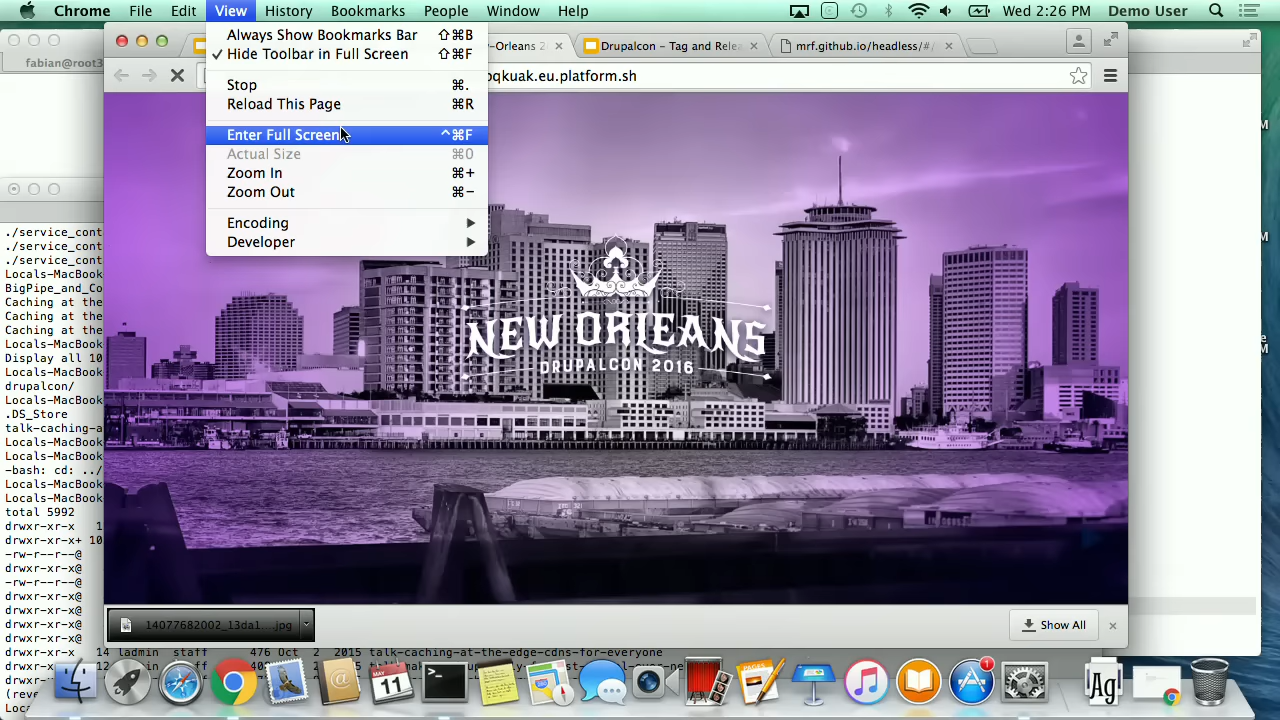 Chrome File Edit View History Bookmarks People Window Help Wed 2:26 PM Demo User
Always Show Bookmarks Bar ⇧⌘B
✓ Hide Toolbar in Full Screen ⇧⌘F
Stop ⌘.
Reload This Page ⌘R
Enter Full Screen ^⌘F
Actual Size ⌘0
Zoom In ⌘+
Zoom Out ⌘−
Encoding
Developer
fabian@root3
-Orleans 2
Drupalcon – Tag and Relea
mrf.github.io/headless/#/
qkuak.eu.platform.sh
NEW ORLEANS
DRUPALCON 2016
./service_cont
./service_cont
./service_cont
Locals-MacBook
BigPipe_and_Co
Caching at the
Caching at the
Caching at the
Locals-MacBook
Display all 10
Locals-MacBook
drupalcon/
Locals-MacBook
.DS_Store
talk-caching-a
Locals-MacBook
Locals-MacBook
-bash: cd: ../
Locals-MacBook
Locals-MacBook
total 5992
drwxr-xr-x 1
drwxr-xr-x+ 10
-rw-r--r--@
drwxr-xr-x@
-rw-r--r--@
drwxr-xr-x@
drwxr-xr-x@
drwxr-xr-x@
drwxr-xr-x 14 ladmin staff 476 Oct 2 2015 talk-caching-at-the-edge-cdns-for-everyone
14077682002_13da1....jpg
Show All
MAY
11
1
Ag